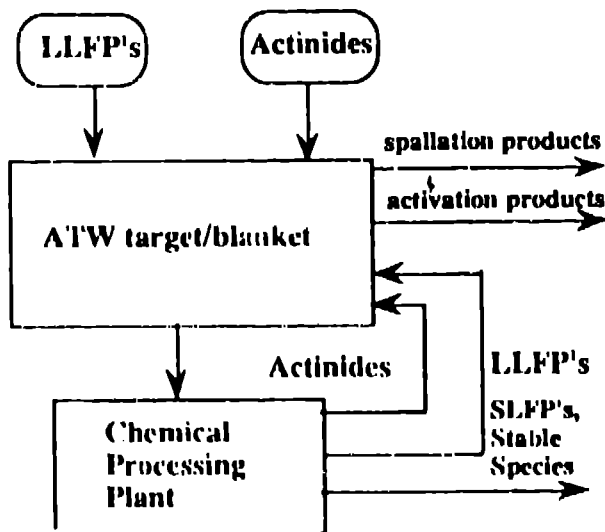 LLFP's
Actinides
spallation products
activation products
ATW target/blanket
Actinides
LLFP's
SLFP's,
Stable
Species
Chemical
Processing
Plant